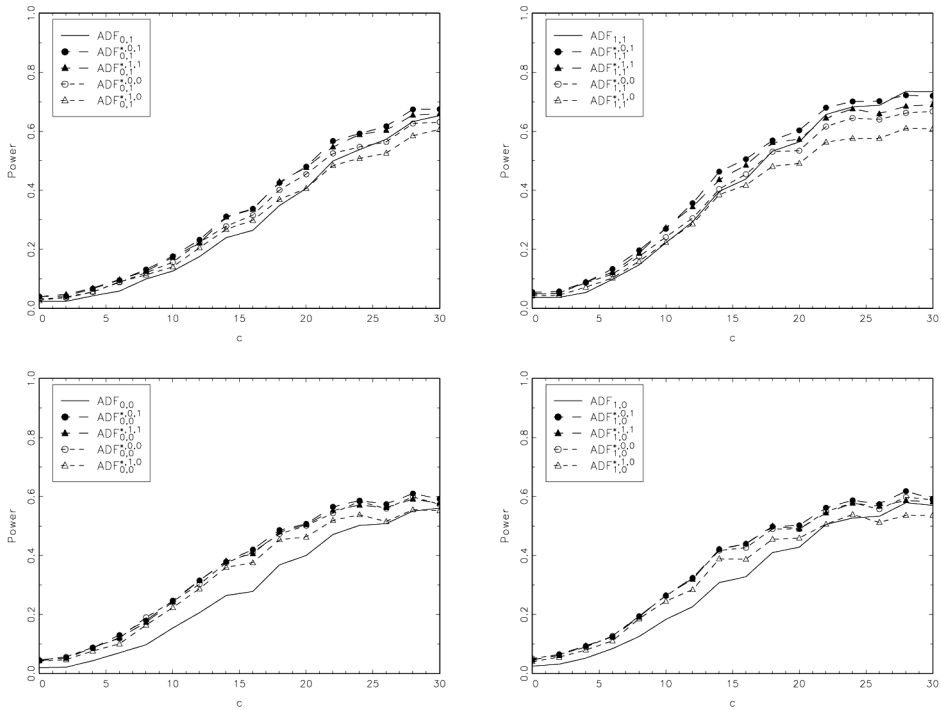 ADF0,1
ADF*,0,1 0,1
ADF*,1,1 0,1
ADF*,0,0 0,1
ADF*,1,0 0,1
Power
0.0 0.2 0.4 0.6 0.8 1.0
0 5 10 15 20 25 30
c
ADF1,1
ADF*,0,1 1,1
ADF*,1,1 1,1
ADF*,0,0 1,1
ADF*,1,0 1,1
Power
0.0 0.2 0.4 0.6 0.8 1.0
0 5 10 15 20 25 30
c
ADF0,0
ADF*,0,1 0,0
ADF*,1,1 0,0
ADF*,0,0 0,0
ADF*,1,0 0,0
Power
0.0 0.2 0.4 0.6 0.8 1.0
0 5 10 15 20 25 30
c
ADF1,0
ADF*,0,1 1,0
ADF*,1,1 1,0
ADF*,0,0 1,0
ADF*,1,0 1,0
Power
0.0 0.2 0.4 0.6 0.8 1.0
0 5 10 15 20 25 30
c